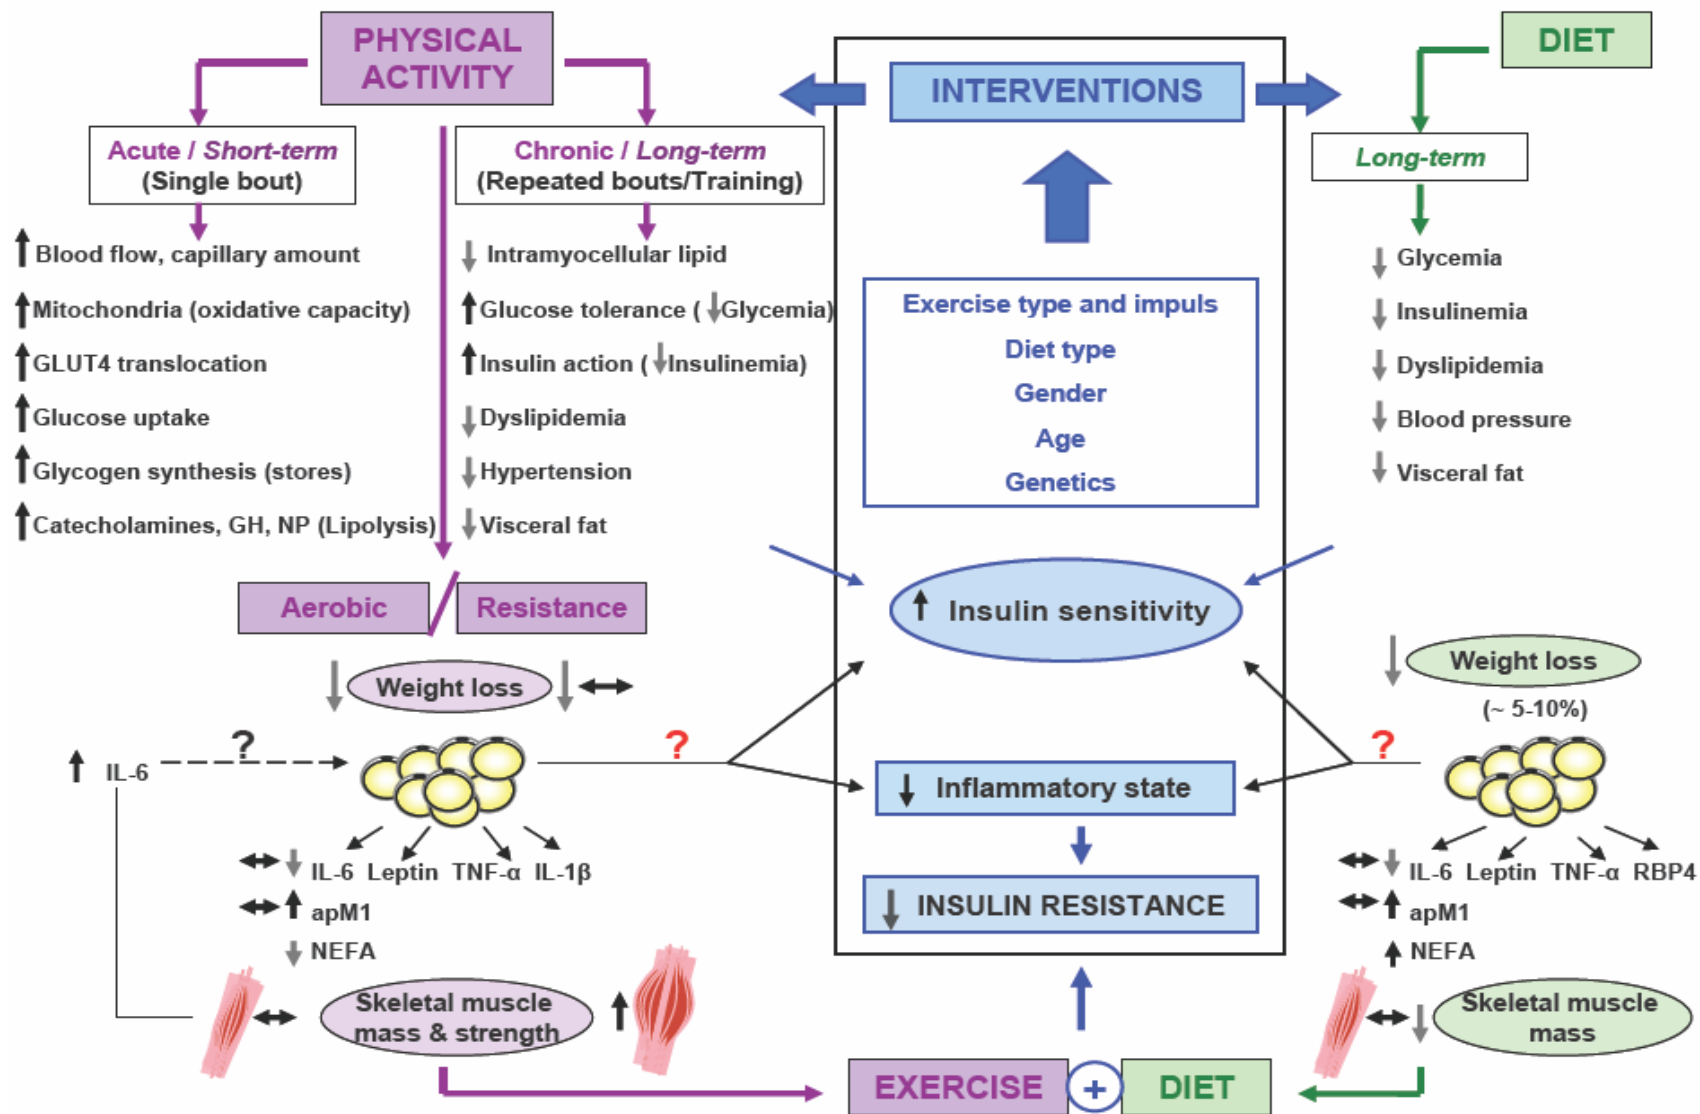 PHYSICAL
ACTIVITY
Acute / Short-term
(Single bout)
Chronic / Long-term
(Repeated bouts/Training)
Blood flow, capillary amount
Mitochondria (oxidative capacity)
GLUT4 translocation
Glucose uptake
Glycogen synthesis (stores)
Catecholamines, GH, NP (Lipolysis)
Intramyocellular lipid
Glucose tolerance ( ↓Glycemia)
Insulin action ( ↓Insulinemia)
Dyslipidemia
Hypertension
Visceral fat
Aerobic
Resistance
Weight loss
?
IL-6
?
IL-6 Leptin TNF-α IL-1β
apM1
NEFA
Skeletal muscle
mass & strength
INTERVENTIONS
Exercise type and impuls
Diet type
Gender
Age
Genetics
Insulin sensitivity
Inflammatory state
INSULIN RESISTANCE
EXERCISE + DIET
DIET
Long-term
Glycemia
Insulinemia
Dyslipidemia
Blood pressure
Visceral fat
Weight loss
(~ 5-10%)
?
IL-6 Leptin TNF-α RBP4
apM1
NEFA
Skeletal muscle
mass